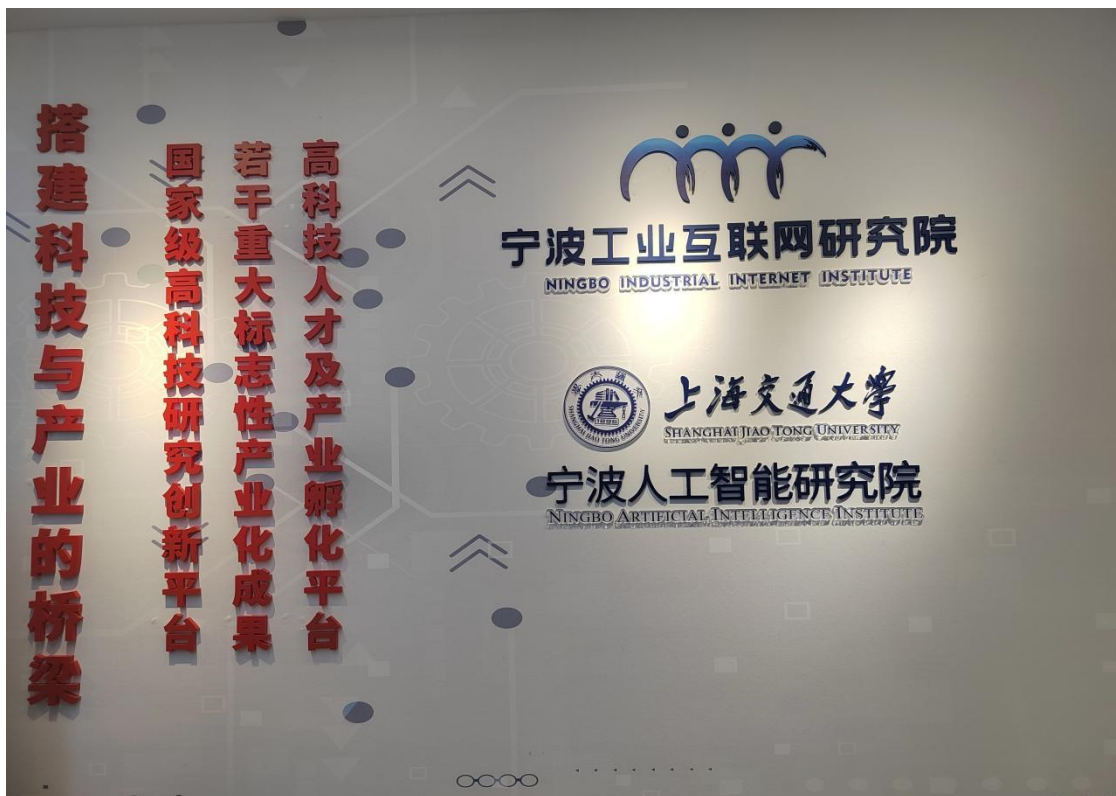 搭建科技与产业的桥梁
国家级高科技研究创新平台
若干重大标志性产业化成果
高科技人才及产业孵化平台
宁波工业互联网研究院
NINGBO INDUSTRIAL INTERNET INSTITUTE
上海交通大學
SHANGHAI JIAO TONG UNIVERSITY
SHANGHAI JIAO TONG UNIVERSITY
宁波人工智能研究院
NINGBO ARTIFICIAL INTELLIGENCE INSTITUTE